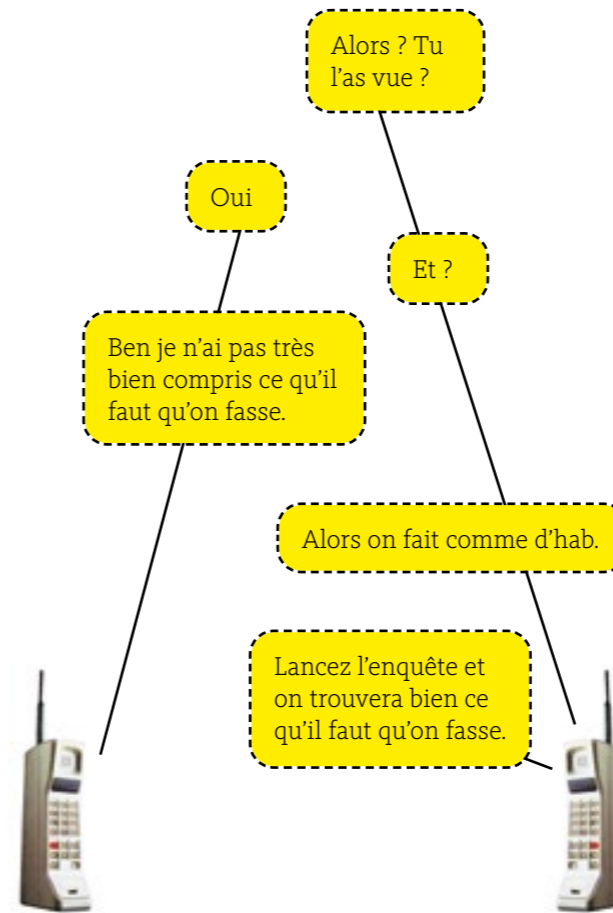 Alors ? Tu
l'as vue ?
Oui
Et ?
Ben je n'ai pas très
bien compris ce qu'il
faut qu'on fasse.
Alors on fait comme d'hab.
Lancez l'enquête et
on trouvera bien ce
qu'il faut qu'on fasse.